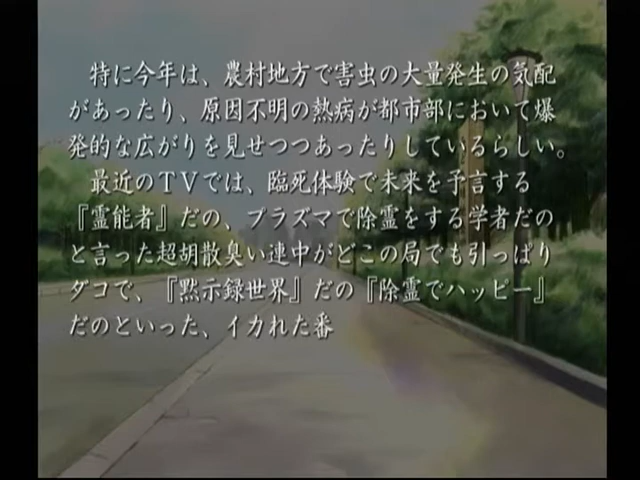 特に今年は、農村地方で害虫の大量発生の気配
があったり、原因不明の熱病が都市部において爆
発的な広がりを見せつつあったりしているらしい。
　最近のＴＶでは、臨死体験で未来を予言する
『霊能者』だの、プラズマで除霊をする学者だの
と言った超胡散臭い連中がどこの局でも引っぱり
ダコで、『黙示録世界』だの『除霊でハッピー』
だのといった、イカれた番